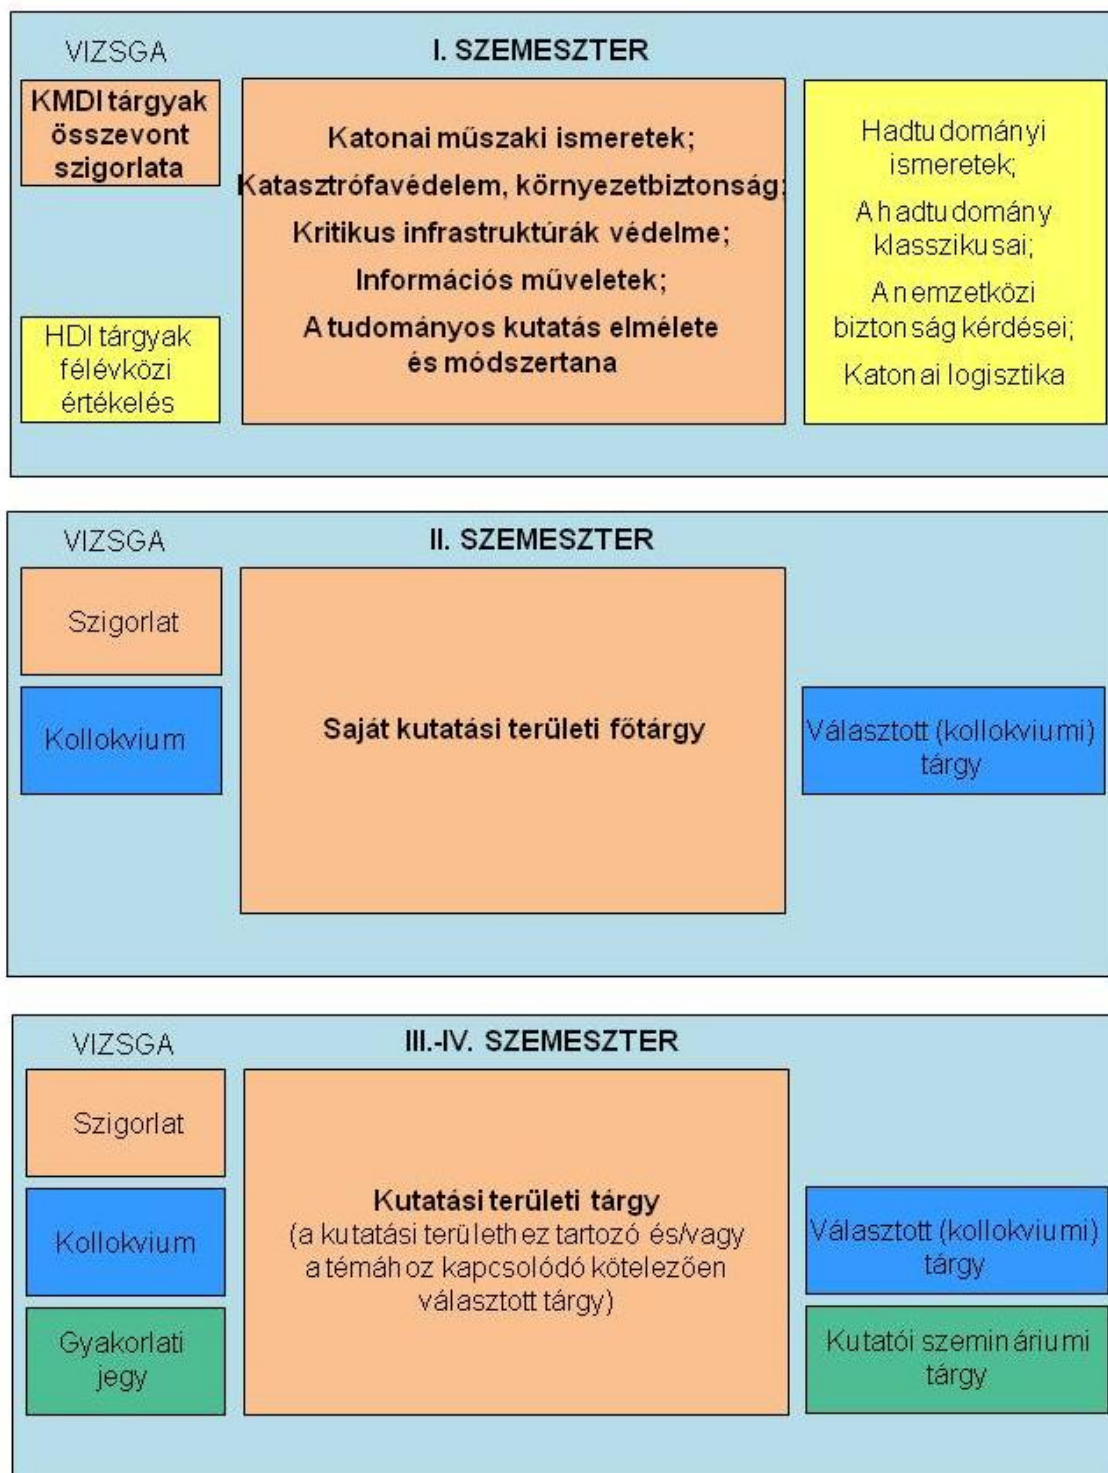 VIZSGA
I. SZEMESZTER
KMDI tárgyak
összevont
szigorlata
HDI tárgyak
félévközi
értékelés
Katonai műszaki ismeretek;
Katasztrófavédelem, környezetbiztonság;
Kritikus infrastruktúrák védelme;
Információs műveletek;
A tudományos kutatás elmélete
és módszertana
Hadtudományi
ismeretek;
A hadtudomány
klasszikusai;
A nemzetközi
biztonság kérdései;
Katonai logisztika
VIZSGA
II. SZEMESZTER
Szigorlat
Kollokvium
Saját kutatási területi főtárgy
Választott (kollokviumi)
tárgy
VIZSGA
III.-IV. SZEMESZTER
Szigorlat
Kollokvium
Gyakorlati
jegy
Kutatási területi tárgy
(a kutatási területhez tartozó és/vagy
a témához kapcsolódó kötelezően
választott tárgy)
Választott (kollokviumi)
tárgy
Kutatói szemináriumi
tárgy